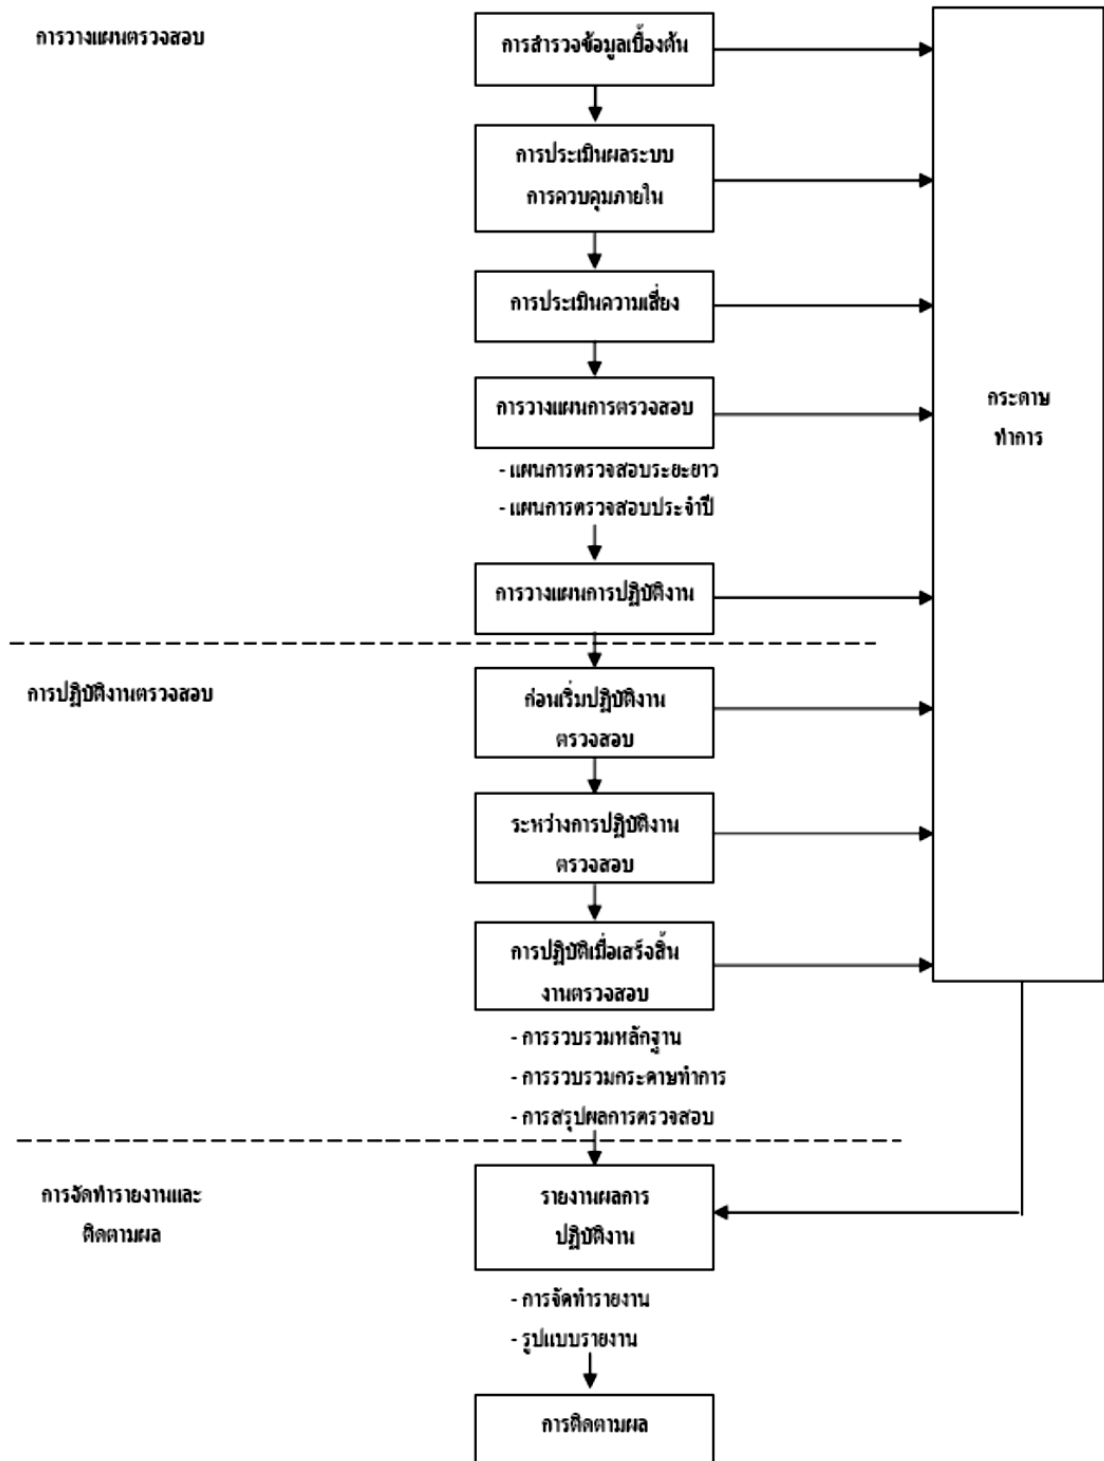 การวางแผนตรวจสอบ
การสำรวจข้อมูลเบื้องต้น
การประเมินผลระบบ
การควบคุมภายใน
การประเมินความเสี่ยง
การวางแผนการตรวจสอบ
- แผนการตรวจสอบระยะยาว
- แผนการตรวจสอบประจำปี
การวางแผนการปฏิบัติงาน
กระดาษ
ทำการ
การปฏิบัติงานตรวจสอบ
ก่อนเริ่มปฏิบัติงาน
ตรวจสอบ
ระหว่างการปฏิบัติงาน
ตรวจสอบ
การปฏิบัติเมื่อเสร็จสิ้น
งานตรวจสอบ
- การรวบรวมหลักฐาน
- การรวบรวมกระดาษทำการ
- การสรุปผลการตรวจสอบ
การจัดทำรายงานและ
ติดตามผล
รายงานผลการ
ปฏิบัติงาน
- การจัดทำรายงาน
- รูปแบบรายงาน
การติดตามผล